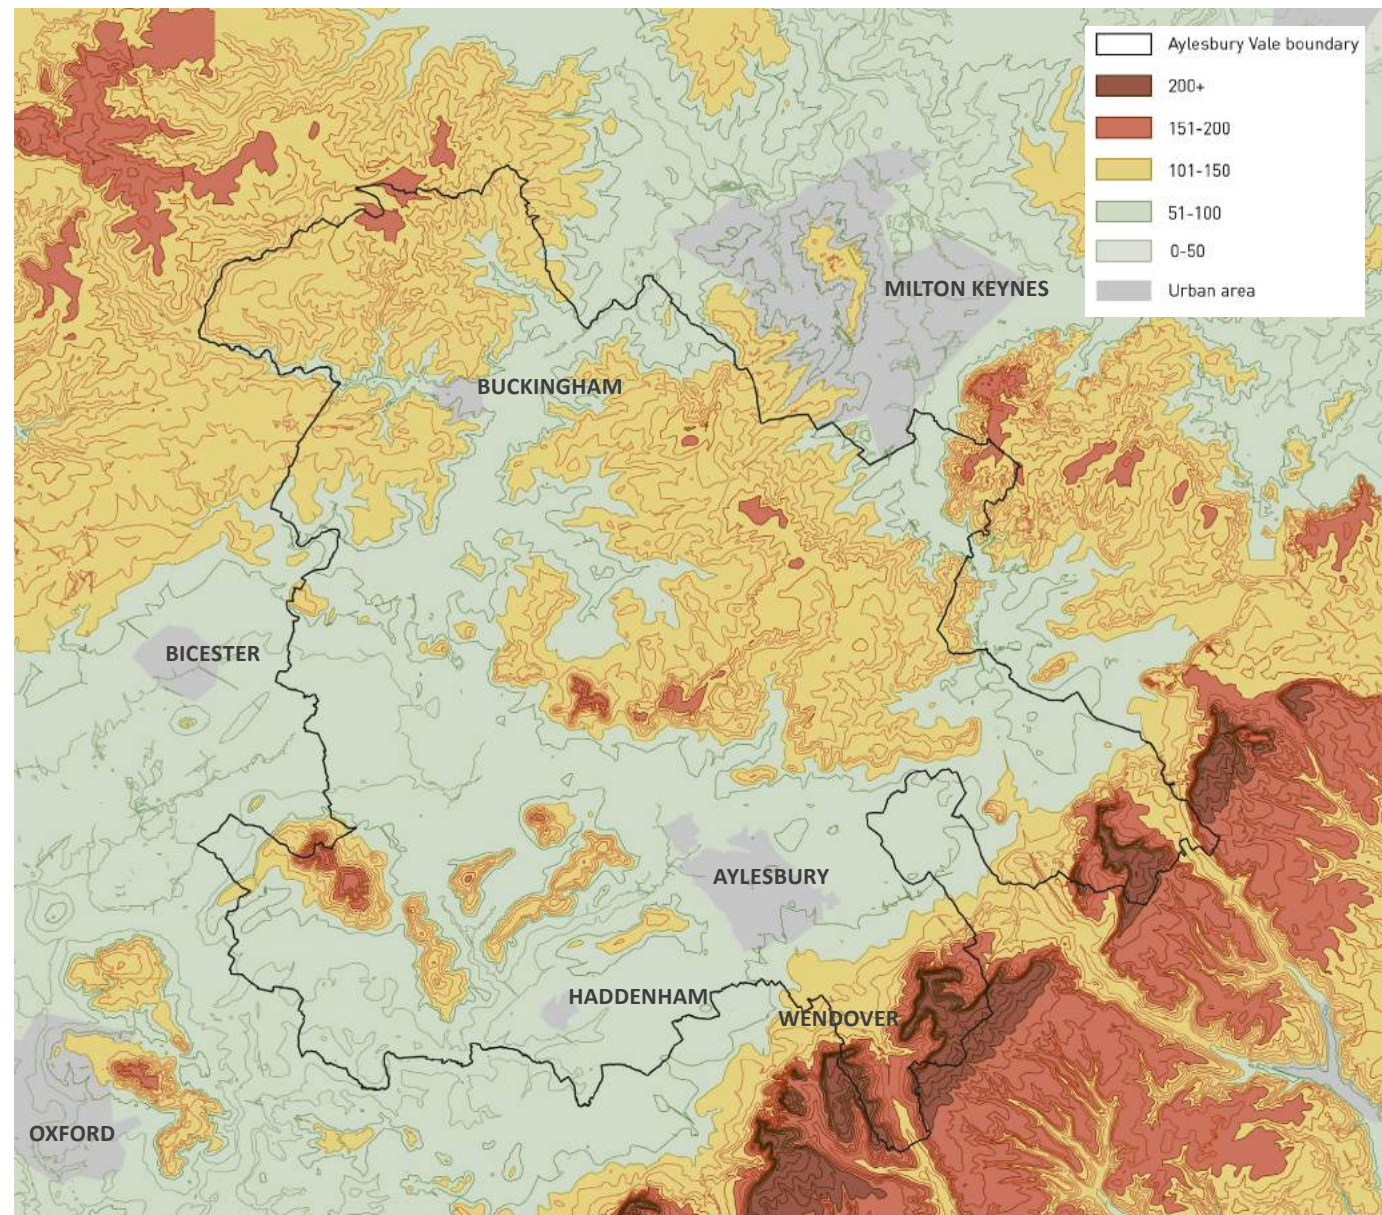 Aylesbury Vale boundary
200+
151-200
101-150
51-100
0-50
Urban area
MILTON KEYNES
BUCKINGHAM
BICESTER
AYLESBURY
HADDENHAM
WENDOVER
OXFORD